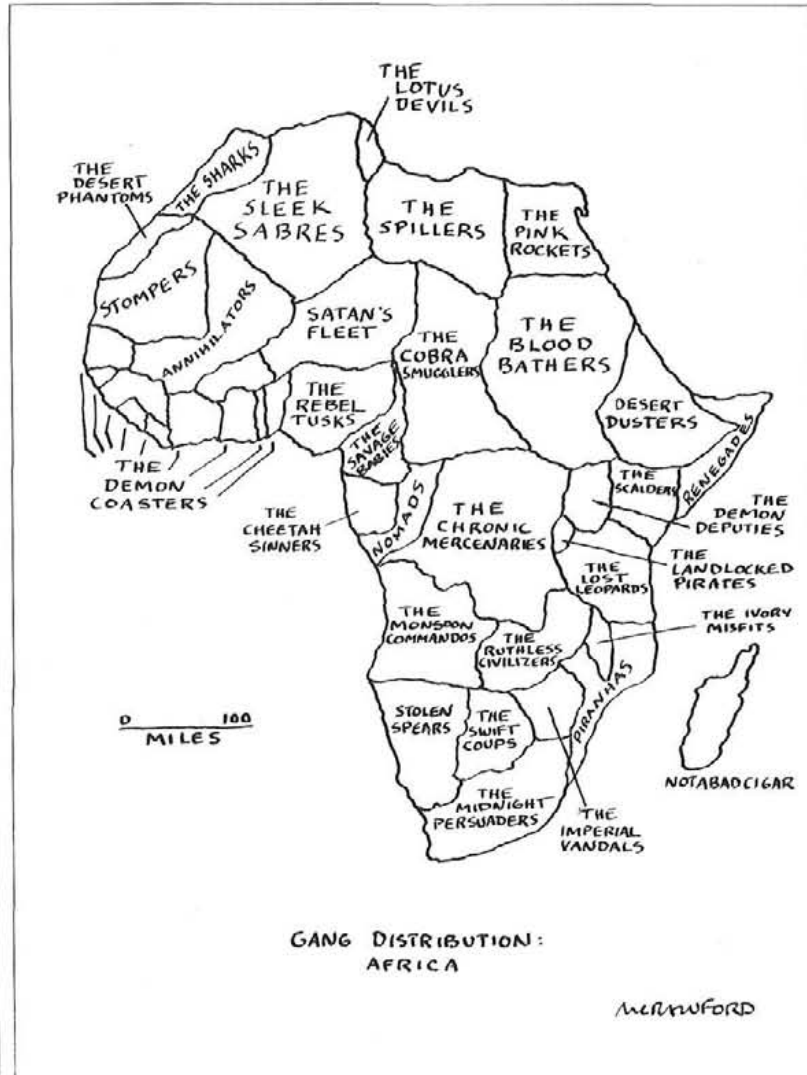 THE
LOTUS
DEVILS
THE
DESERT
PHANTOMS
THE SHARKS
THE
SLEEK
SABRES
THE
SPILLERS
THE
PINK
ROCKETS
STOMPERS
ANNIHILATORS
SATAN'S
FLEET
THE
COBRA
SMUGGLERS
THE
BLOOD
BATHERS
THE
REBEL
TUSKS
DESERT
DUSTERS
THE
SAVAGE
BABIES
THE
DEMON
COASTERS
THE
SCALDERS
RENEGADES
THE
CHEETAH
SINNERS
NOMADS
THE
CHRONIC
MERCENARIES
THE
DEMON
DEPUTIES
THE
LANDLOCKED
PIRATES
THE
LOST
LEOPARDS
THE
MONSOON
COMMANDOS
THE
RUTHLESS
CIVILIZERS
THE IVORY
MISFITS
PIRANHAS
STOLEN
SPEARS
THE
SWIFT
COUPS
0 100
MILES
NOTABADCIGAR
THE
MIDNIGHT
PERSUADERS
THE
IMPERIAL
VANDALS
GANG DISTRIBUTION:
AFRICA
MCRAWFORD